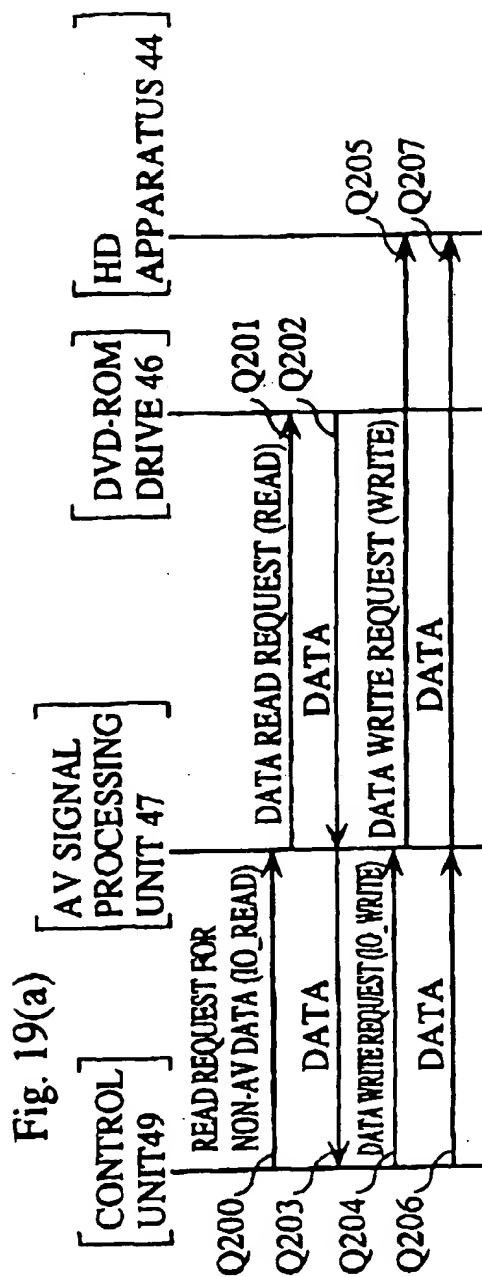 Fig. 19(a)
CONTROL
UNIT49
AV SIGNAL
PROCESSING
UNIT 47
DVD-ROM
DRIVE 46
HD
APPARATUS 44
Q200
READ REQUEST FOR
NON-AV DATA (IO_READ)
DATA READ REQUEST (READ)
Q201
Q203
DATA
DATA
Q202
Q204
DATA WRITE REQUEST (IO_WRITE)
DATA WRITE REQUEST (WRITE)
Q205
Q206
DATA
DATA
Q207